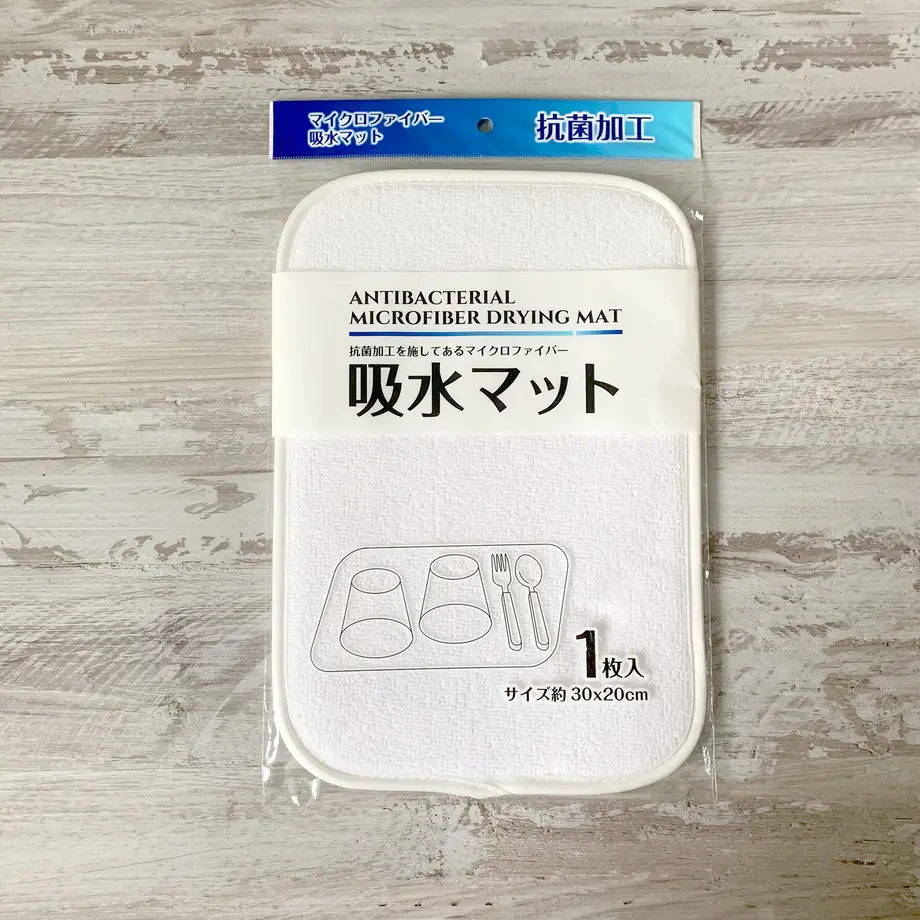 マイクロファイバー
吸水マット
抗菌加工
ANTIBACTERIAL
MICROFIBER DRYING MAT
抗菌加工を施してあるマイクロファイバー
吸水マット
1枚入
サイズ約 30x20cm